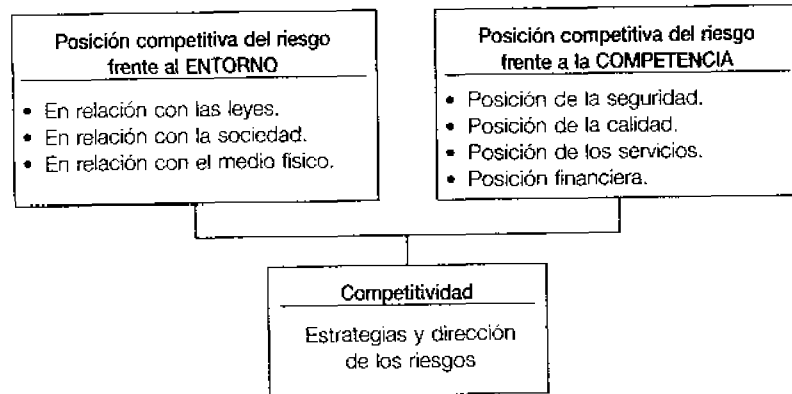 Posición competitiva del riesgo
frente al ENTORNO
• En relación con las leyes.
• En relación con la sociedad.
• En relación con el medio físico.
Posición competitiva del riesgo
frente a la COMPETENCIA
• Posición de la seguridad.
• Posición de la calidad.
• Posición de los servicios.
• Posición financiera.
Competitividad
Estrategias y dirección
de los riesgos